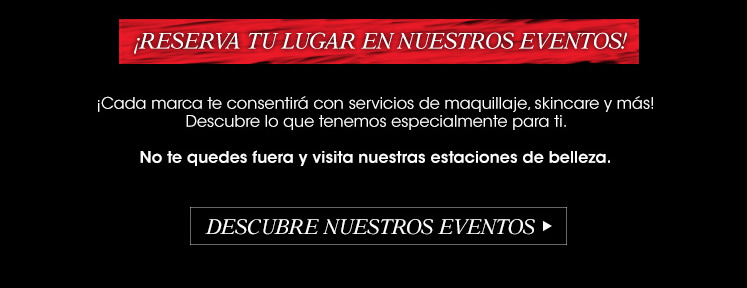 ¡RESERVA TU LUGAR EN NUESTROS EVENTOS!
¡Cada marca te consentirá con servicios de maquillaje, skincare y más!
Descubre lo que tenemos especialmente para ti.
No te quedes fuera y visita nuestras estaciones de belleza.
DESCUBRE NUESTROS EVENTOS